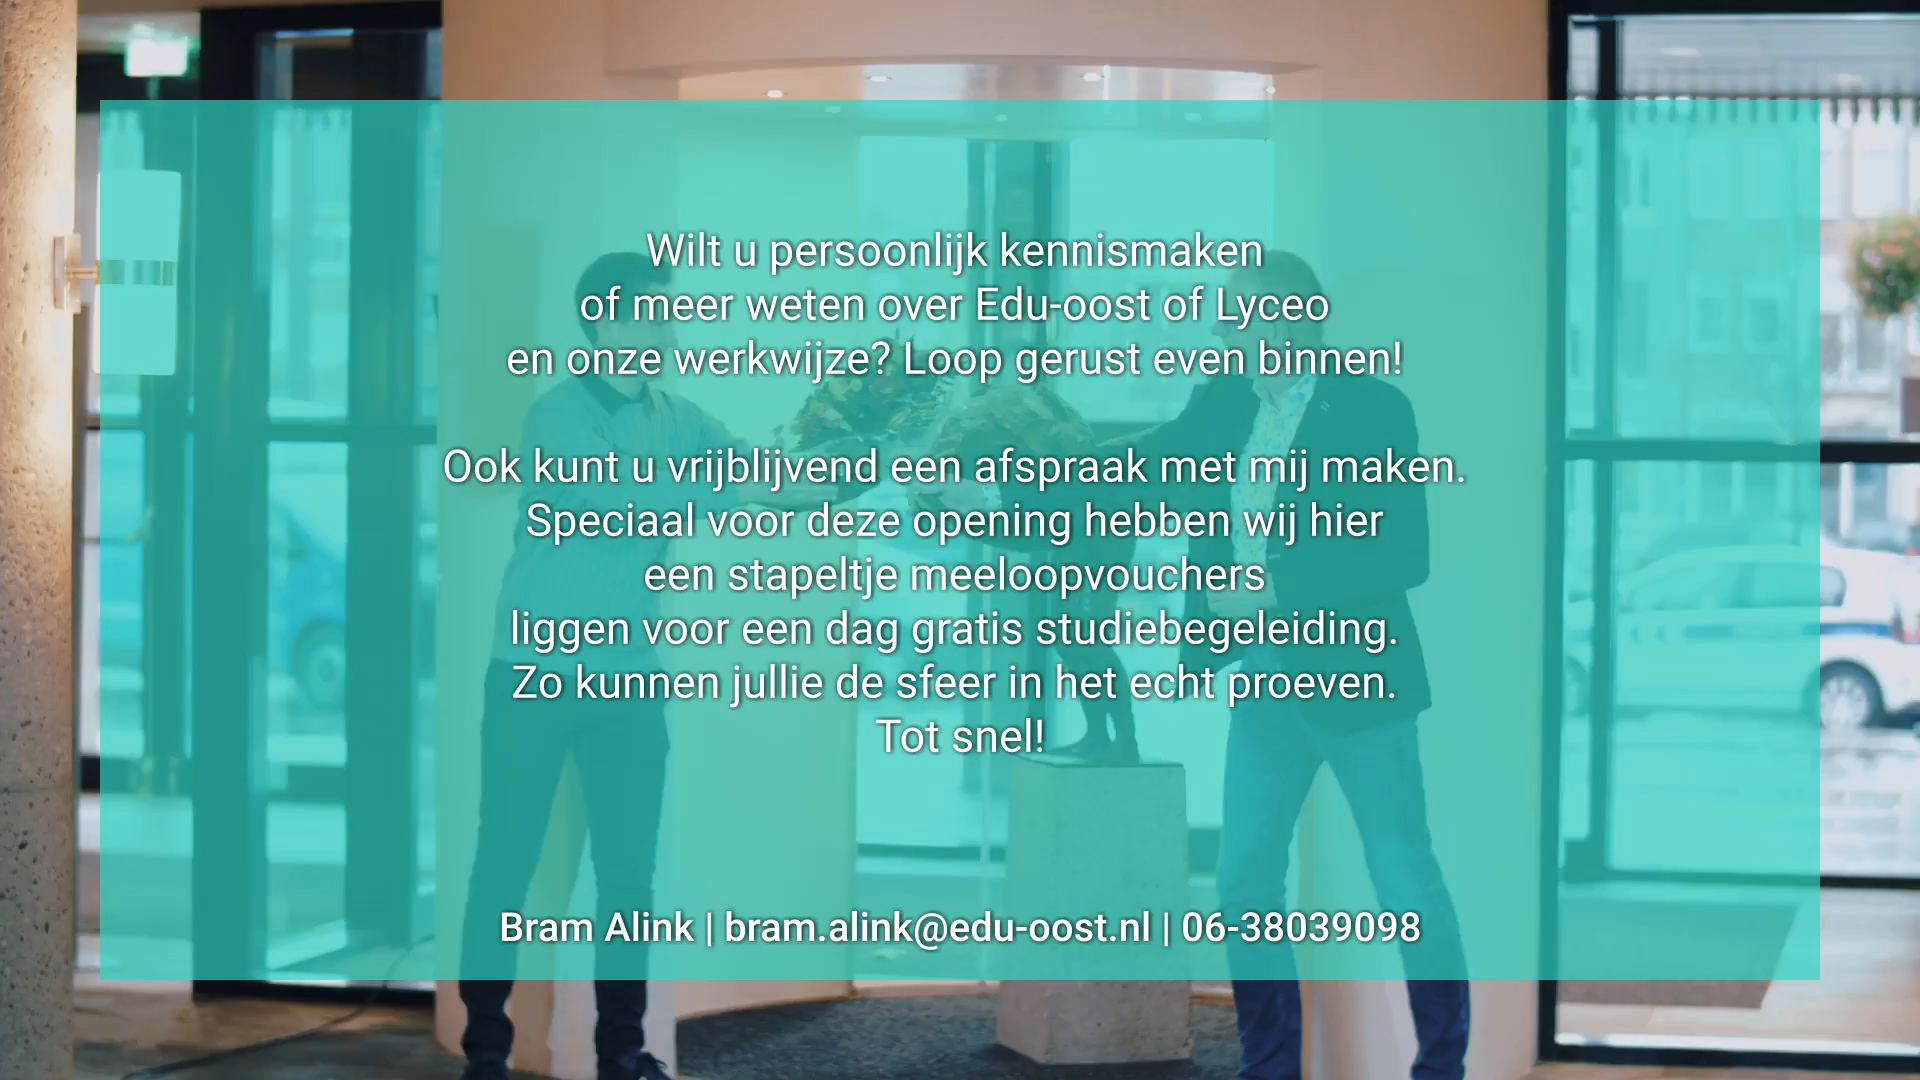 Wilt u persoonlijk kennismaken
of meer weten over Edu-oost of Lyceo
en onze werkwijze? Loop gerust even binnen!
Ook kunt u vrijblijvend een afspraak met mij maken.
Speciaal voor deze opening hebben wij hier
een stapeltje meeloopvouchers
liggen voor een dag gratis studiebegeleiding.
Zo kunnen jullie de sfeer in het echt proeven.
Tot snel!
Bram Alink | bram.alink@edu-oost.nl | 06-38039098